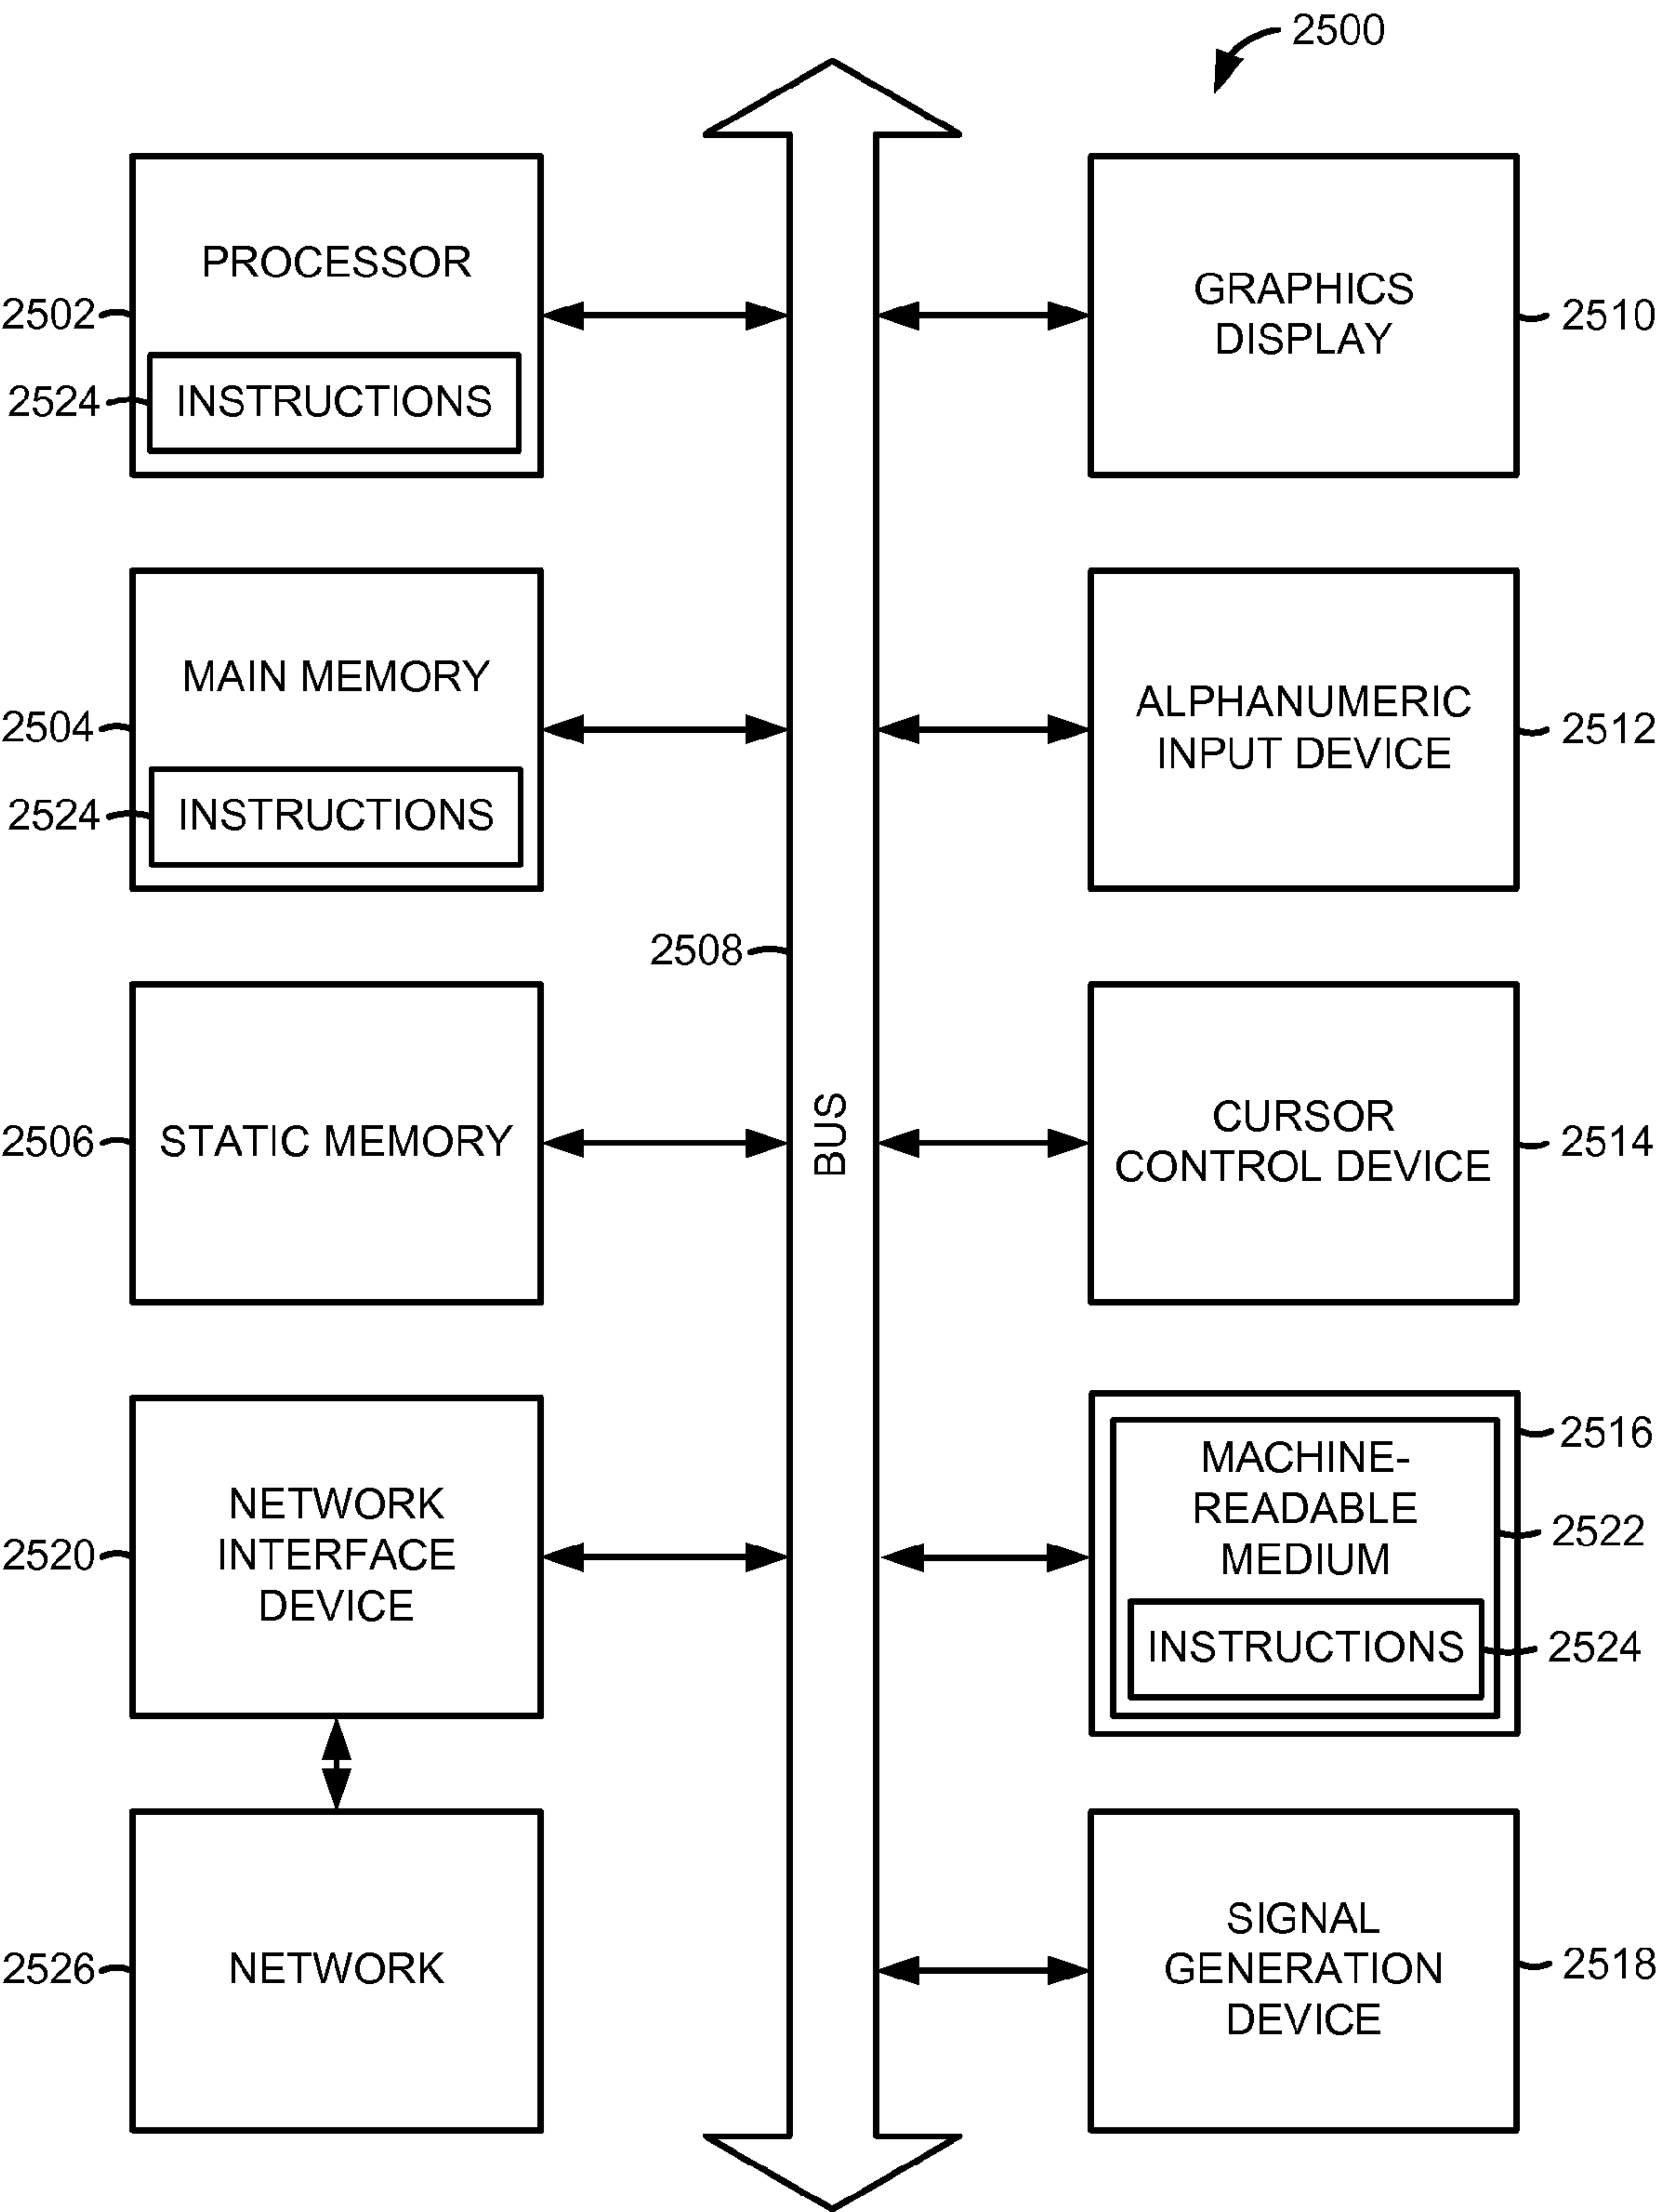 2500
PROCESSOR
2502
2524
INSTRUCTIONS
GRAPHICS
DISPLAY
2510
MAIN MEMORY
2504
2524
INSTRUCTIONS
ALPHANUMERIC
INPUT DEVICE
2512
2508
BUS
2506
STATIC MEMORY
CURSOR
CONTROL DEVICE
2514
2520
NETWORK
INTERFACE
DEVICE
MACHINE-
READABLE
MEDIUM
INSTRUCTIONS
2516
2522
2524
2526
NETWORK
SIGNAL
GENERATION
DEVICE
2518